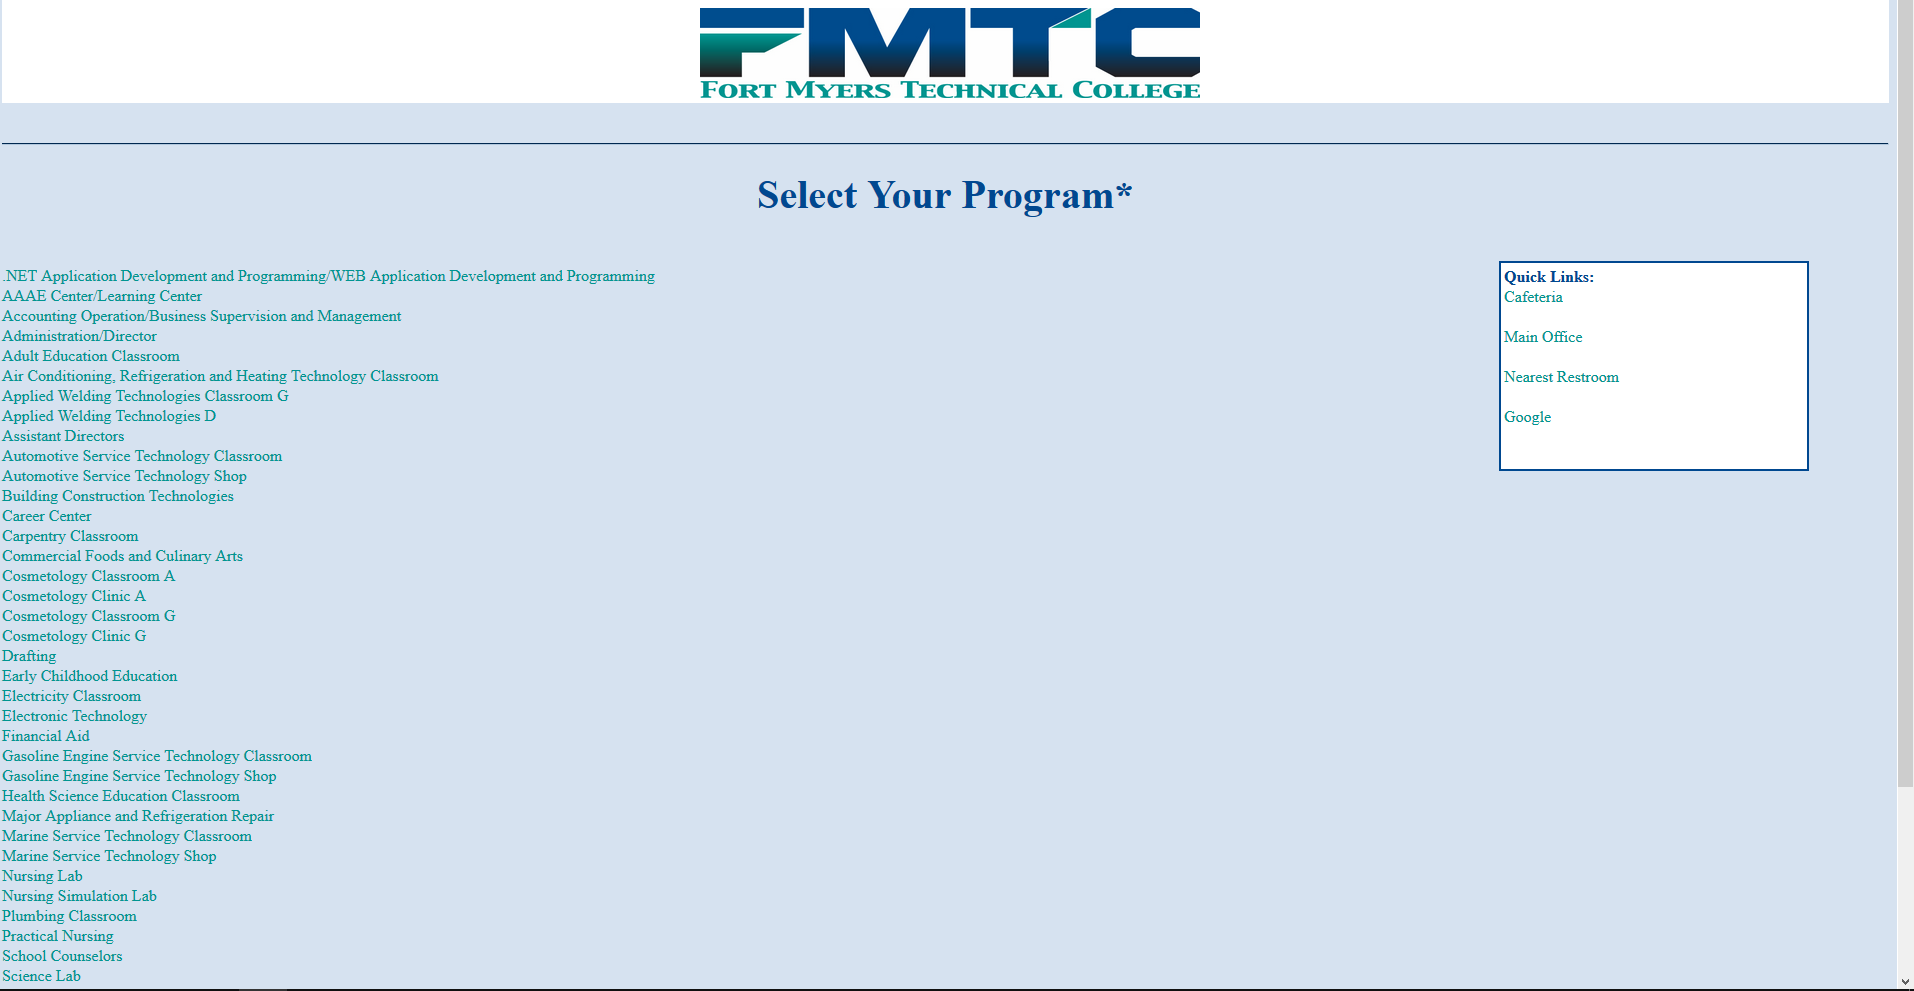 FMTC
FORT MYERS TECHNICAL COLLEGE
Select Your Program*
.NET Application Development and Programming/WEB Application Development and Programming
AAAE Center/Learning Center
Accounting Operation/Business Supervision and Management
Administration/Director
Adult Education Classroom
Air Conditioning, Refrigeration and Heating Technology Classroom
Applied Welding Technologies Classroom G
Applied Welding Technologies D
Assistant Directors
Automotive Service Technology Classroom
Automotive Service Technology Shop
Building Construction Technologies
Career Center
Carpentry Classroom
Commercial Foods and Culinary Arts
Cosmetology Classroom A
Cosmetology Clinic A
Cosmetology Classroom G
Cosmetology Clinic G
Drafting
Early Childhood Education
Electricity Classroom
Electronic Technology
Financial Aid
Gasoline Engine Service Technology Classroom
Gasoline Engine Service Technology Shop
Health Science Education Classroom
Major Appliance and Refrigeration Repair
Marine Service Technology Classroom
Marine Service Technology Shop
Nursing Lab
Nursing Simulation Lab
Plumbing Classroom
Practical Nursing
School Counselors
Science Lab
Quick Links:
Cafeteria
Main Office
Nearest Restroom
Google